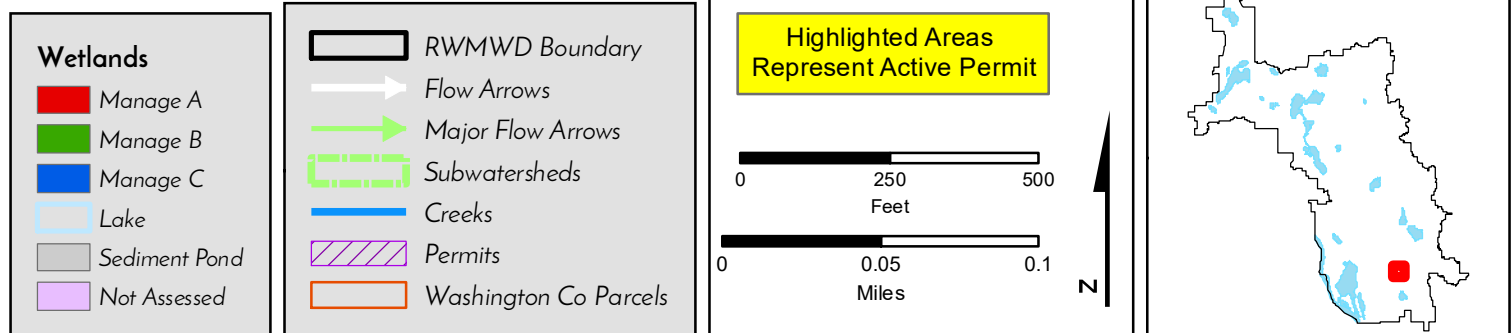 Wetlands
Manage A
Manage B
Manage C
Lake
Sediment Pond
Not Assessed
RWMWD Boundary
Flow Arrows
Major Flow Arrows
Subwatersheds
Creeks
Permits
Washington Co Parcels
Highlighted Areas
Represent Active Permit
0 250 500
Feet
0 0.05 0.1
Miles
N